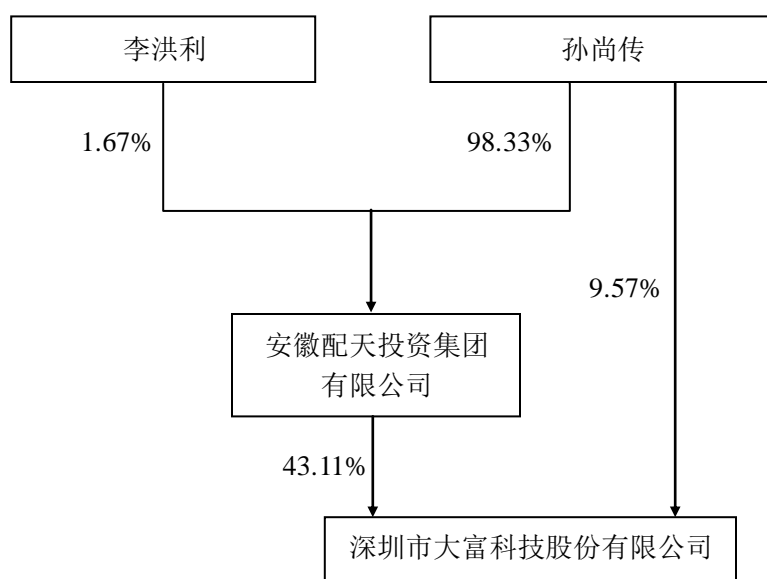 李洪利
孙尚传
1.67%
98.33%
9.57%
安徽配天投资集团
有限公司
43.11%
深圳市大富科技股份有限公司